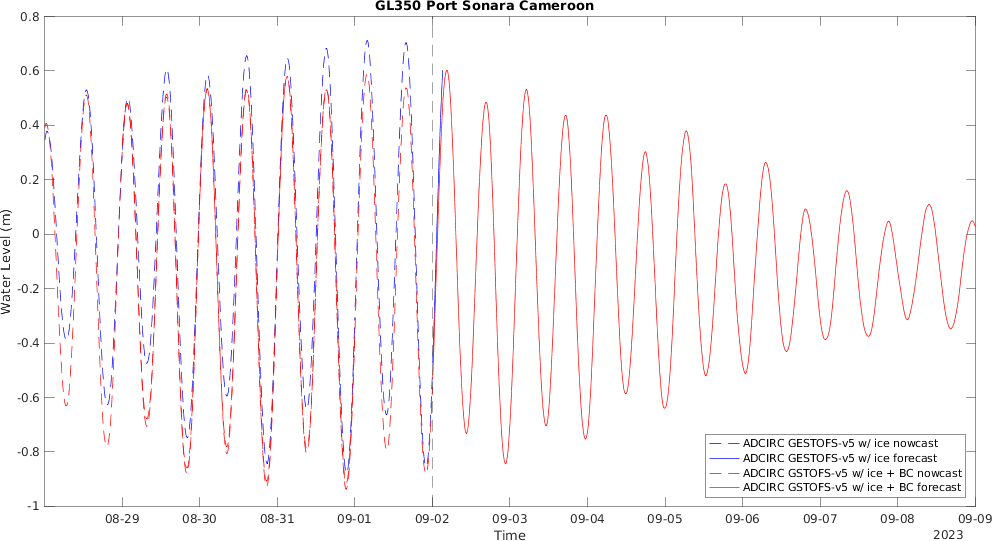 GL350 Port Sonara Cameroon
0.8
0.6
0.4
0.2
0
-0.2
-0.4
-0.6
-0.8
-1
Water Level (m)
ADCIRC GESTOFS-v5 w/ ice nowcast
ADCIRC GESTOFS-v5 w/ ice forecast
ADCIRC GSTOFS-v5 w/ ice + BC nowcast
ADCIRC GSTOFS-v5 w/ ice + BC forecast
08-29 08-30 08-31 09-01 09-02 09-03 09-04 09-05 09-06 09-07 09-08 09-09
Time
2023